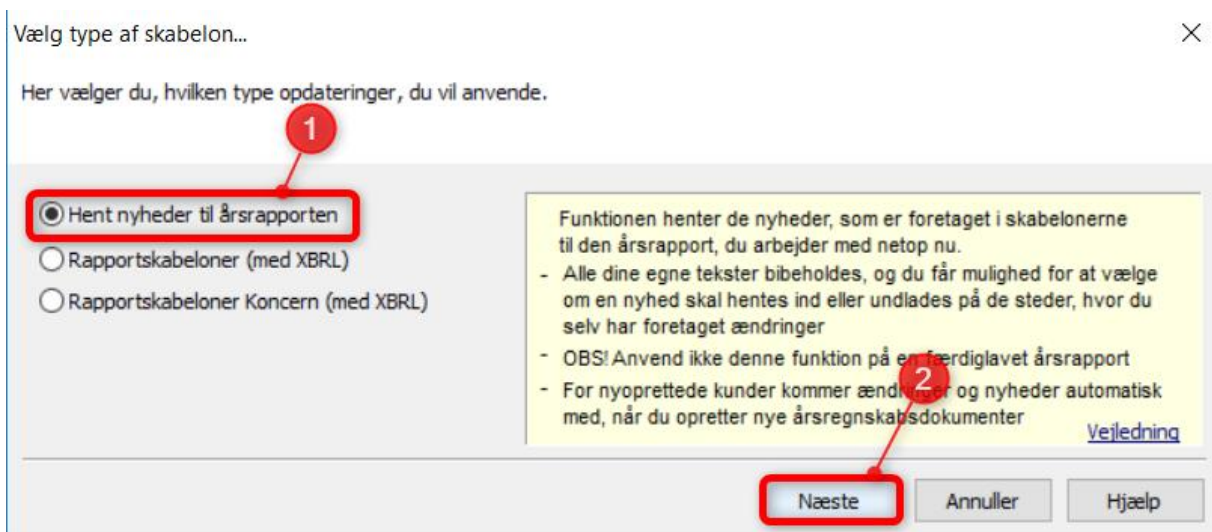 Vælg type af skabelon...
Her vælger du, hvilken type opdateringer, du vil anvende.
1
Hent nyheder til årsrapporten
Rapportskabeloner (med XBRL)
Rapportskabeloner Koncern (med XBRL)
Funktionen henter de nyheder, som er foretaget i skabelonerne
til den årsrapport, du arbejder med netop nu.
- Alle dine egne tekster bibeholdes, og du får mulighed for at vælge
om en nyhed skal hentes ind eller undlades på de steder, hvor du
selv har foretaget ændringer
- OBS! Anvend ikke denne funktion på en færdiglavet årsrapport
- For nyoprettede kunder kommer ændringer og nyheder automatisk
med, når du opretter nye årsregnskabsdokumenter
Vejledning
2
Næste
Annuller
Hjælp